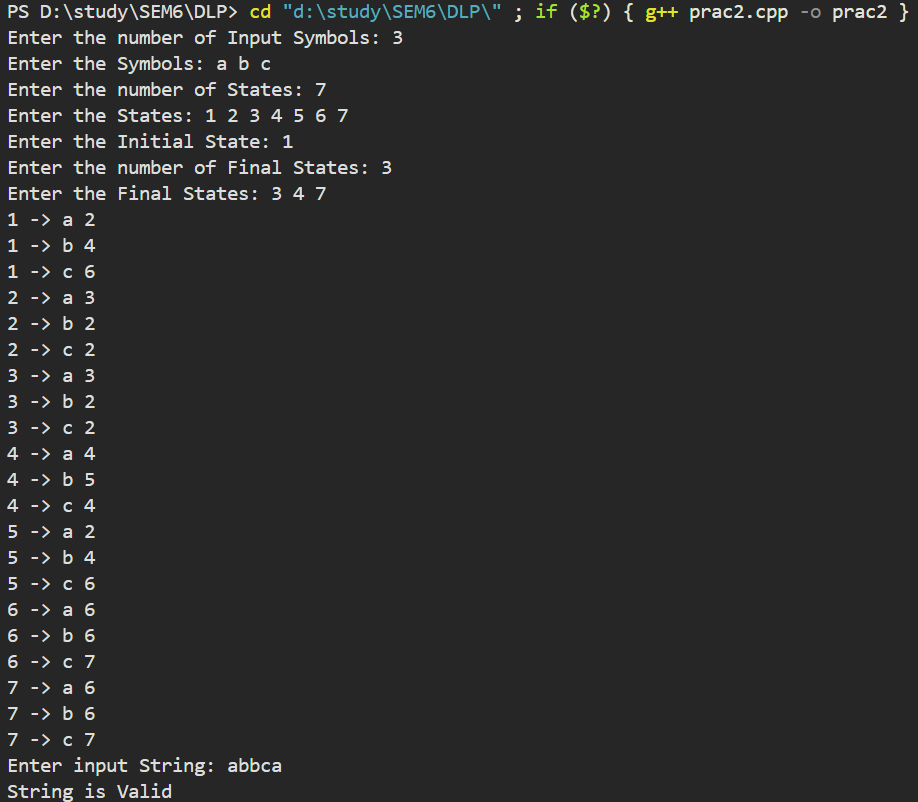 PS D:\study\SEM6\DLP> cd "d:\study\SEM6\DLP\" ; if ($?) { g++ prac2.cpp -o prac2 }
Enter the number of Input Symbols: 3
Enter the Symbols: a b c
Enter the number of States: 7
Enter the States: 1 2 3 4 5 6 7
Enter the Initial State: 1
Enter the number of Final States: 3
Enter the Final States: 3 4 7
1 -> a 2
1 -> b 4
1 -> c 6
2 -> a 3
2 -> b 2
2 -> c 2
3 -> a 3
3 -> b 2
3 -> c 2
4 -> a 4
4 -> b 5
4 -> c 4
5 -> a 2
5 -> b 4
5 -> c 6
6 -> a 6
6 -> b 6
6 -> c 7
7 -> a 6
7 -> b 6
7 -> c 7
Enter input String: abbca
String is Valid